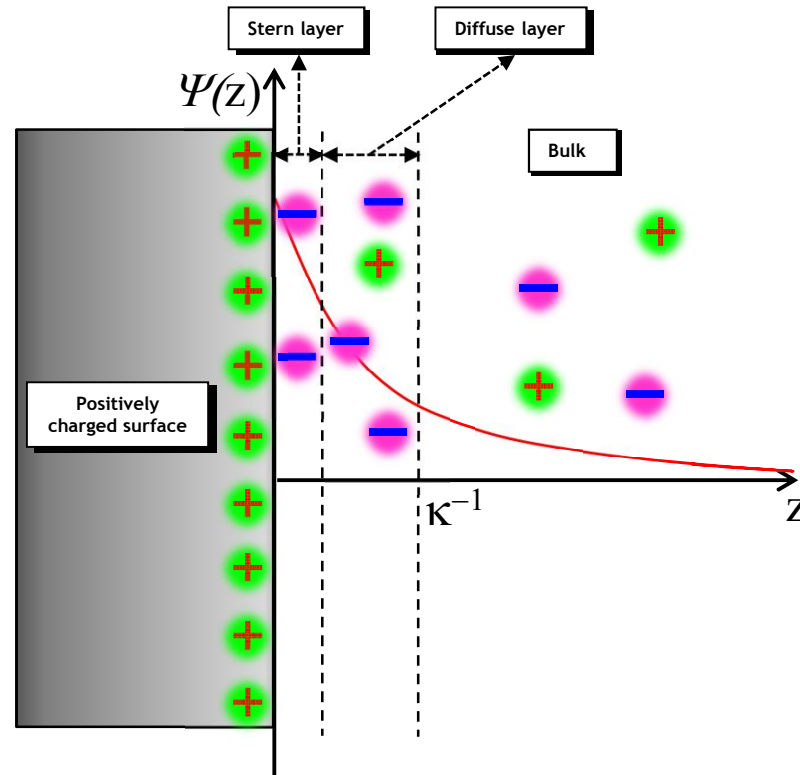 Stern layer
Diffuse layer
Ψ(z)
Bulk
Positively
charged surface
κ⁻¹
z